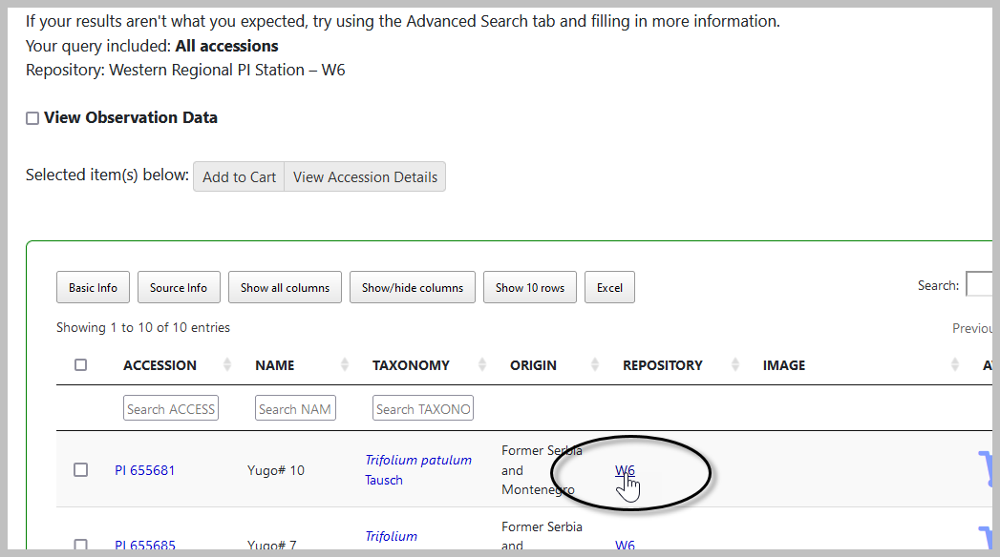 If your results aren't what you expected, try using the Advanced Search tab and filling in more information.
Your query included: All accessions
Repository: Western Regional PI Station – W6
View Observation Data
Selected item(s) below: Add to Cart View Accession Details
Basic Info Source Info Show all columns Show/hide columns Show 10 rows Excel Search:
Showing 1 to 10 of 10 entries Previou
ACCESSION NAME TAXONOMY ORIGIN REPOSITORY IMAGE A
Search ACCESS Search NAM Search TAXONO
PI 655681 Yugo# 10 Trifolium patulum Tausch Former Serbia and Montenegro W6
PI 655685 Yugo# 7 Trifolium Former Serbia and W6